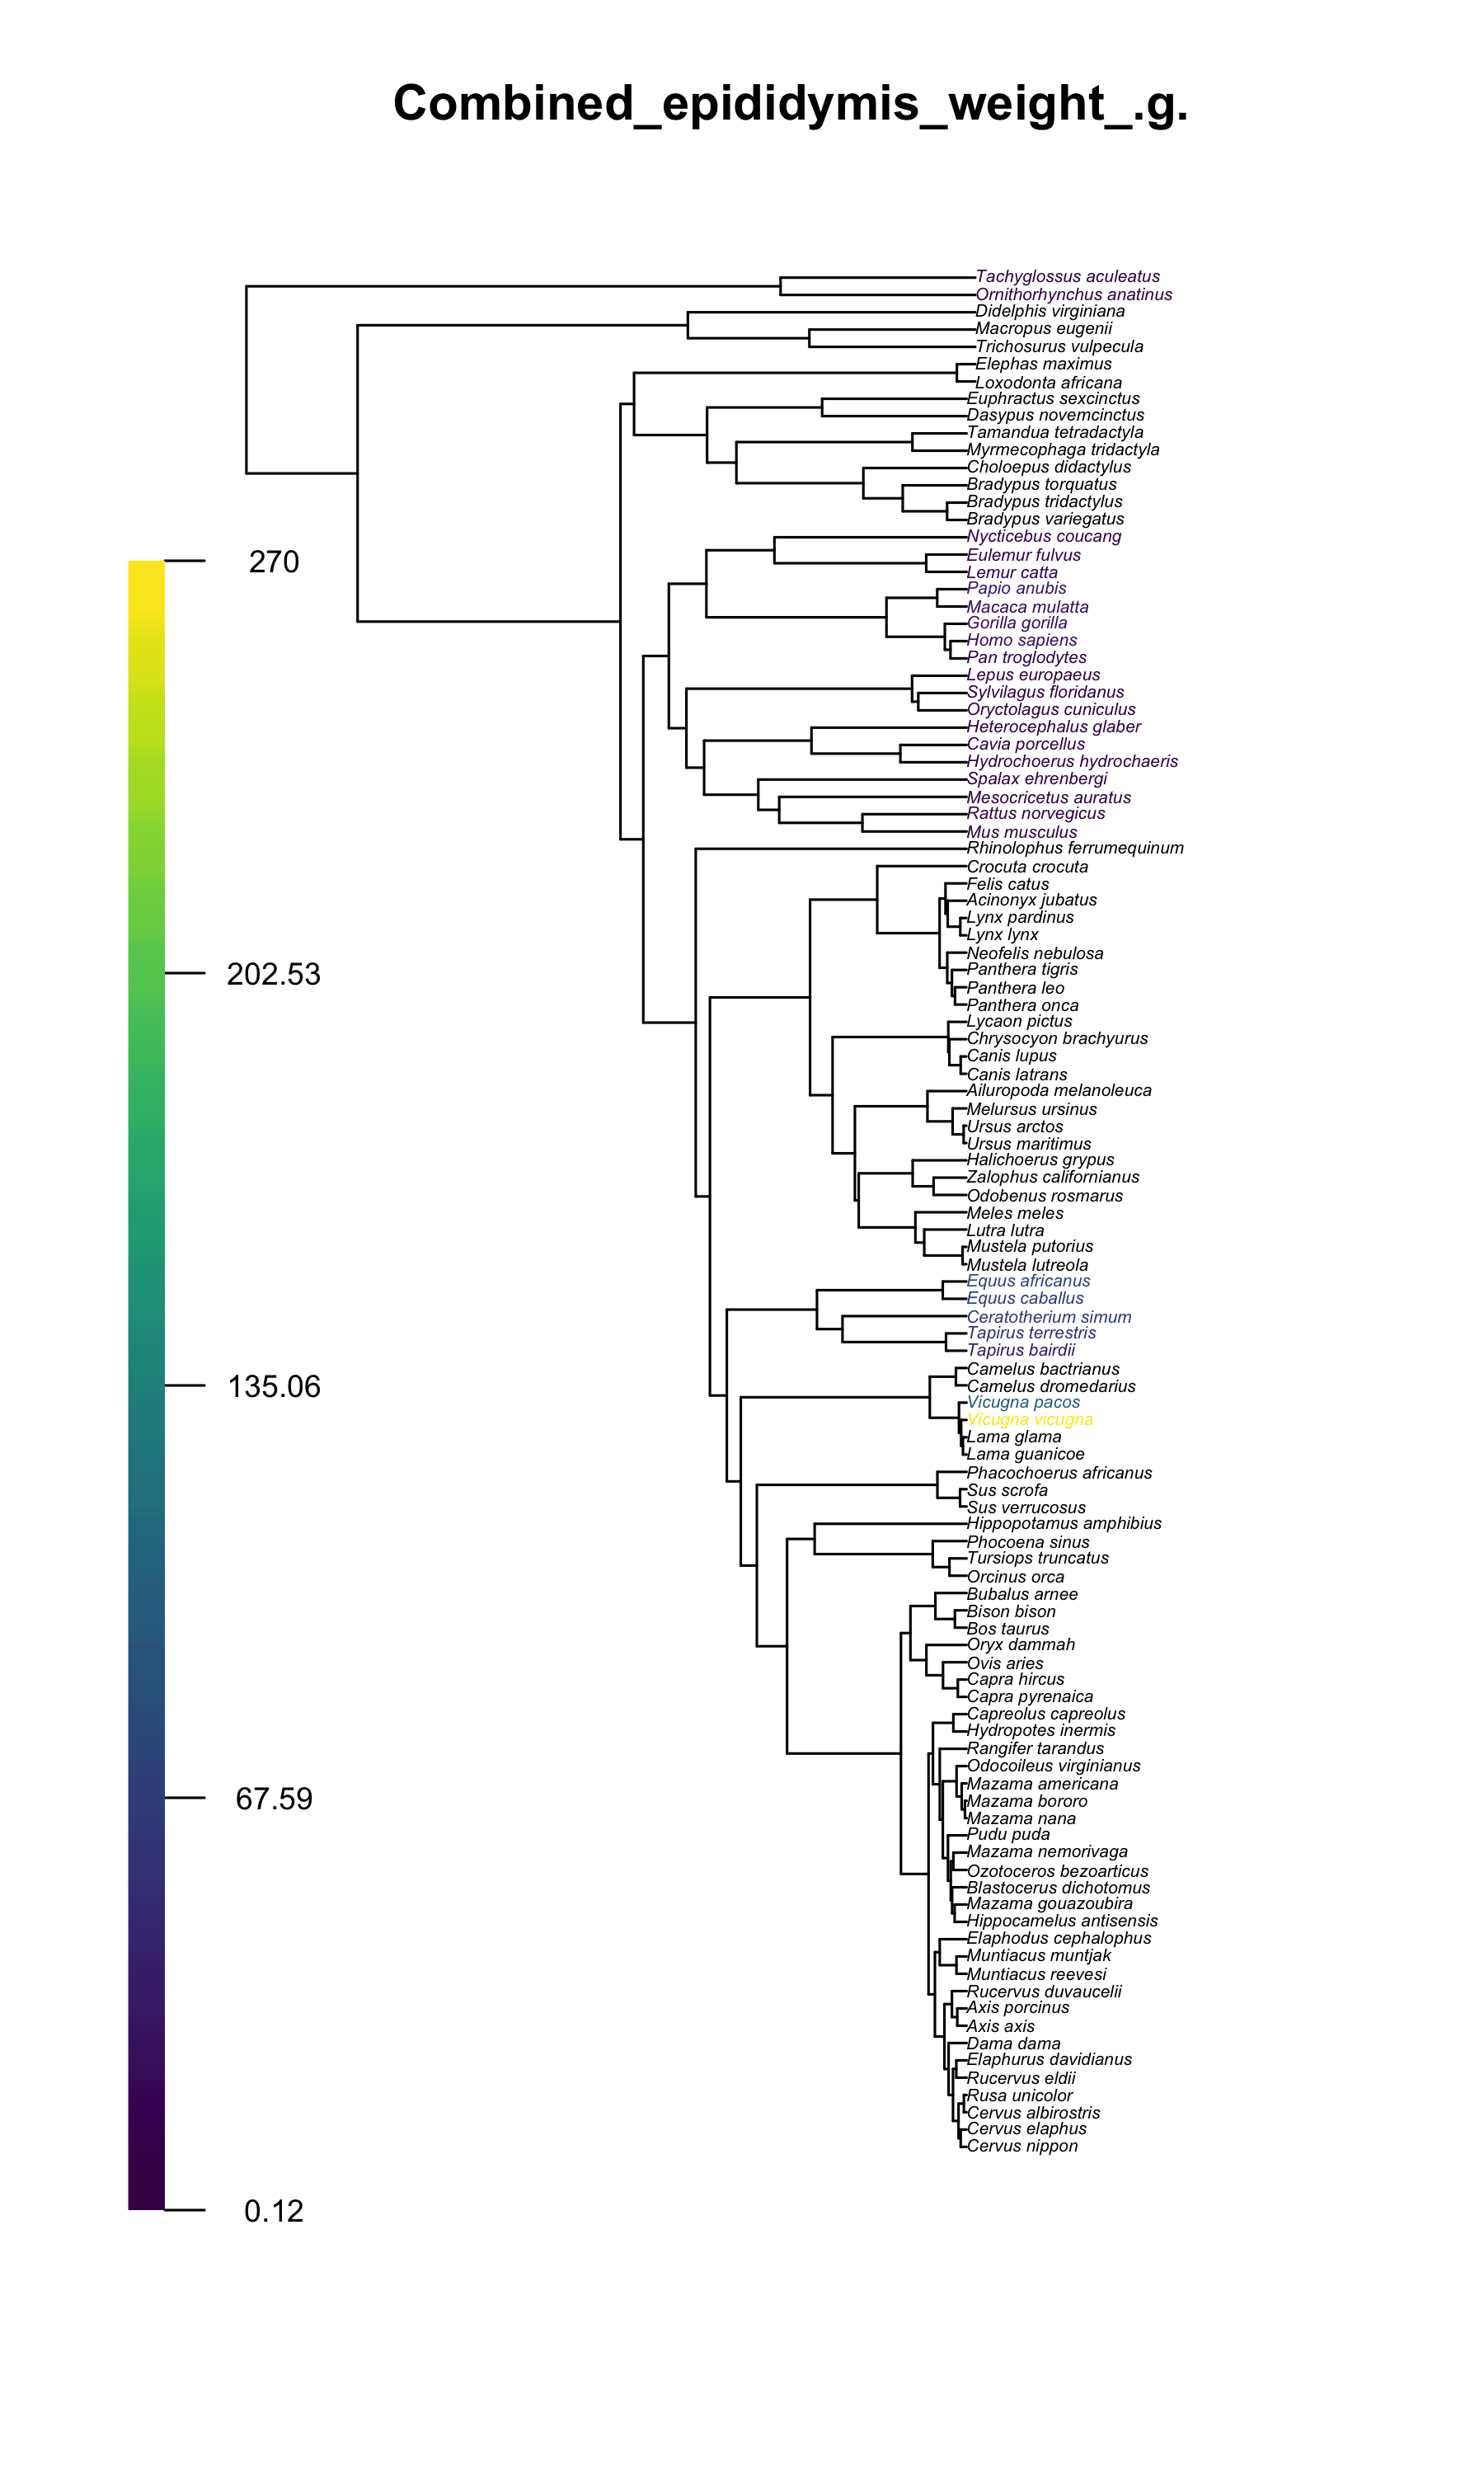 Combined_epididymis_weight_.g.
Tachyglossus aculeatus
Ornithorhynchus anatinus
Didelphis virginiana
Macropus eugenii
Trichosurus vulpecula
Elephas maximus
Loxodonta africana
Euphractus sexcinctus
Dasypus novemcinctus
Tamandua tetradactyla
Myrmecophaga tridactyla
Choloepus didactylus
Bradypus torquatus
Bradypus tridactylus
Bradypus variegatus
Nycticebus coucang
Eulemur fulvus
Lemur catta
Papio anubis
Macaca mulatta
Gorilla gorilla
Homo sapiens
Pan troglodytes
Lepus europaeus
Sylvilagus floridanus
Oryctolagus cuniculus
Heterocephalus glaber
Cavia porcellus
Hydrochoerus hydrochaeris
Spalax ehrenbergi
Mesocricetus auratus
Rattus norvegicus
Mus musculus
Rhinolophus ferrumequinum
Crocuta crocuta
Felis catus
Acinonyx jubatus
Lynx pardinus
Lynx lynx
Neofelis nebulosa
Panthera tigris
Panthera leo
Panthera onca
Lycaon pictus
Chrysocyon brachyurus
Canis lupus
Canis latrans
Ailuropoda melanoleuca
Melursus ursinus
Ursus arctos
Ursus maritimus
Halichoerus grypus
Zalophus californianus
Odobenus rosmarus
Meles meles
Lutra lutra
Mustela putorius
Mustela lutreola
Equus africanus
Equus caballus
Ceratotherium simum
Tapirus terrestris
Tapirus bairdii
Camelus bactrianus
Camelus dromedarius
Vicugna pacos
Vicugna vicugna
Lama glama
Lama guanicoe
Phacochoerus africanus
Sus scrofa
Sus verrucosus
Hippopotamus amphibius
Phocoena sinus
Tursiops truncatus
Orcinus orca
Bubalus arnee
Bison bison
Bos taurus
Oryx dammah
Ovis aries
Capra hircus
Capra pyrenaica
Capreolus capreolus
Hydropotes inermis
Rangifer tarandus
Odocoileus virginianus
Mazama americana
Mazama bororo
Mazama nana
Pudu puda
Mazama nemorivaga
Ozotoceros bezoarticus
Blastocerus dichotomus
Mazama gouazoubira
Hippocamelus antisensis
Elaphodus cephalophus
Muntiacus muntjak
Muntiacus reevesi
Rucervus duvaucelii
Axis porcinus
Axis axis
Dama dama
Elaphurus davidianus
Rucervus eldii
Rusa unicolor
Cervus albirostris
Cervus elaphus
Cervus nippon
270
202.53
135.06
67.59
0.12